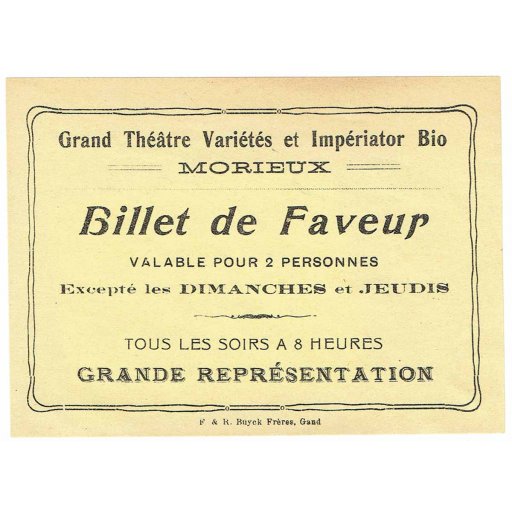 Grand Théâtre Variétés et Impériator Bio
MORIEUX
Billet de Faveur
VALABLE POUR 2 PERSONNES
Excepté les DIMANCHES et JEUDIS
TOUS LES SOIRS A 8 HEURES
GRANDE REPRÉSENTATION
F & R. Buyck Frères, Gand